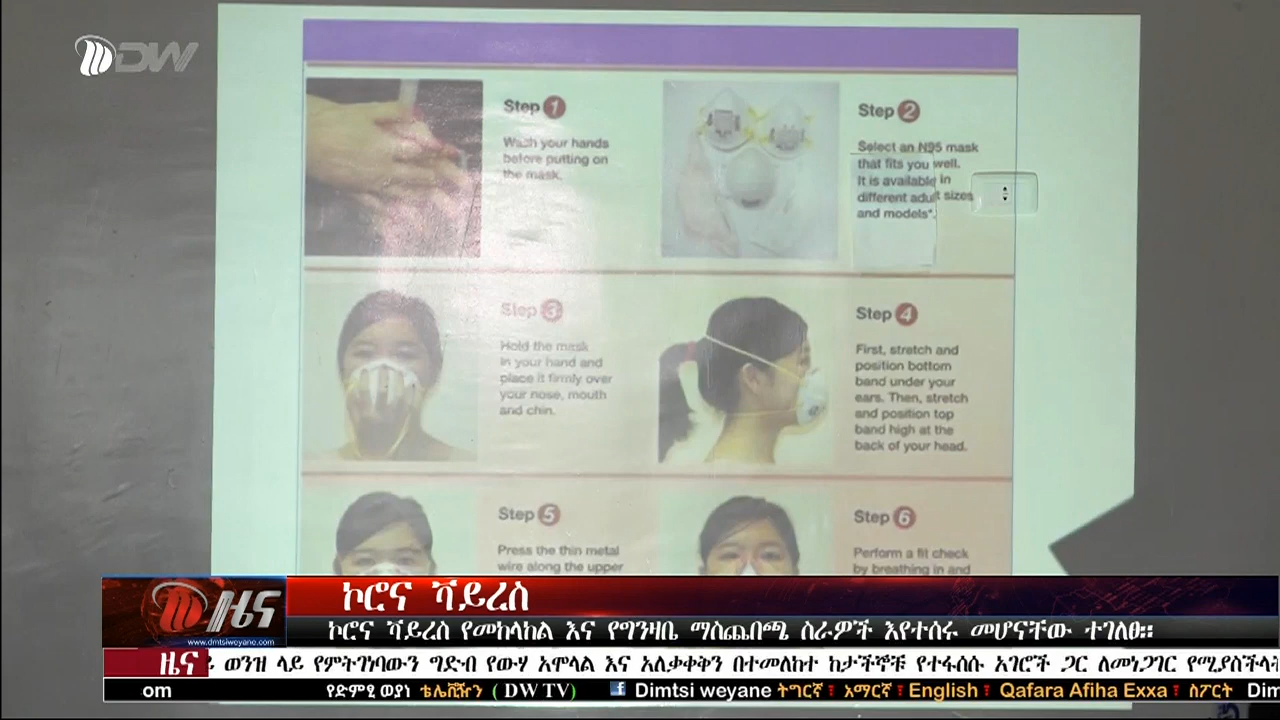 DW
Step 1
Wash your hands
before putting on
the mask.
Step 2
Select an N95 mask
that fits you well.
It is available in
different adult sizes
and models*.
Step 3
Hold the mask
in your hand and
place it firmly over
your nose, mouth
and chin.
Step 4
First, stretch and
position bottom
band under your
ears. Then, stretch
and position top
band high at the
back of your head.
Step 5
Press the thin metal
wire along the upper
Step 6
Perform a fit check
by breathing in and
ዜና
www.dmtsiweyane.com
ኮሮና ቫይረስ
ኮሮና ቫይረስ የመከላከል እና የግንዛቤ ማስጨበጫ ስራዎች እየተሰሩ መሆናቸው ተገለፀ።
ዜና ወንዝ ላይ የምትገነባውን ግድብ የውሃ አሞላል እና አለቃቀቅን በተመለከተ ከታችኞቹ የተፋሰሱ አገሮች ጋር ለመነጋገር የሚያስችላት
om የድምፂ ወያነ ቴሌቪዥን ( DW TV) f Dimtsi weyane ትግርኛ አማርኛ English Qafara Afiha Exxa ስፖርት Dim